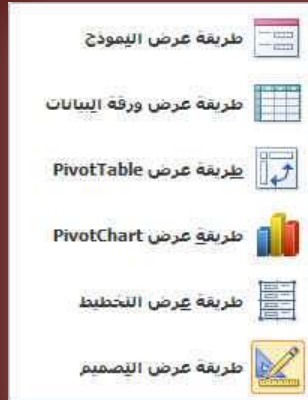 طريقة عرض النموذج
طريقة عرض ورقة البيانات
طريقة عرض PivotTable
طريقة عرض PivotChart
طريقة عرض التخطيط
طريقة عرض التصميم